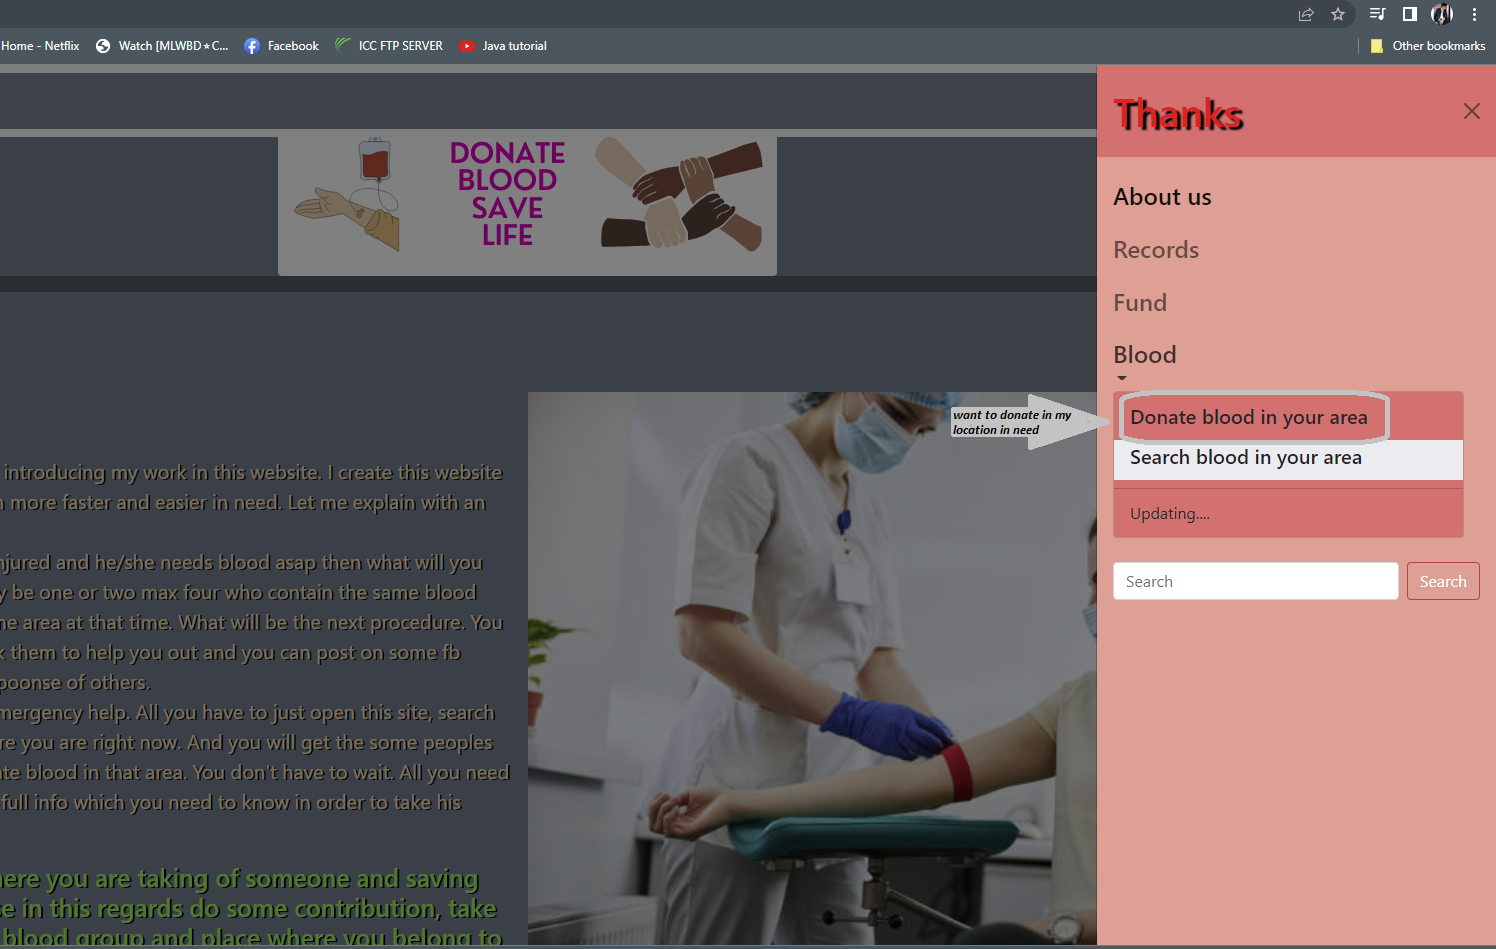 Home - Netflix
Watch [MLWBD★C...
Facebook
ICC FTP SERVER
Java tutorial
Other bookmarks
DONATE
BLOOD
SAVE
LIFE
introducing my work in this website. I create this website
more faster and easier in need. Let me explain with an
njured and he/she needs blood asap then what will you
y be one or two max four who contain the same blood
ne area at that time. What will be the next procedure. You
k them to help you out and you can post on some fb
poonse of others.
mergency help. All you have to just open this site, search
re you are right now. And you will get the some peoples
te blood in that area. You don't have to wait. All you need
full info which you need to know in order to take his
here you are taking of someone and saving
se in this regards do some contribution, take
blood group and place where you belong to
Thanks
About us
Records
Fund
Blood
want to donate in my
location in need
Donate blood in your area
Search blood in your area
Updating....
Search
Search